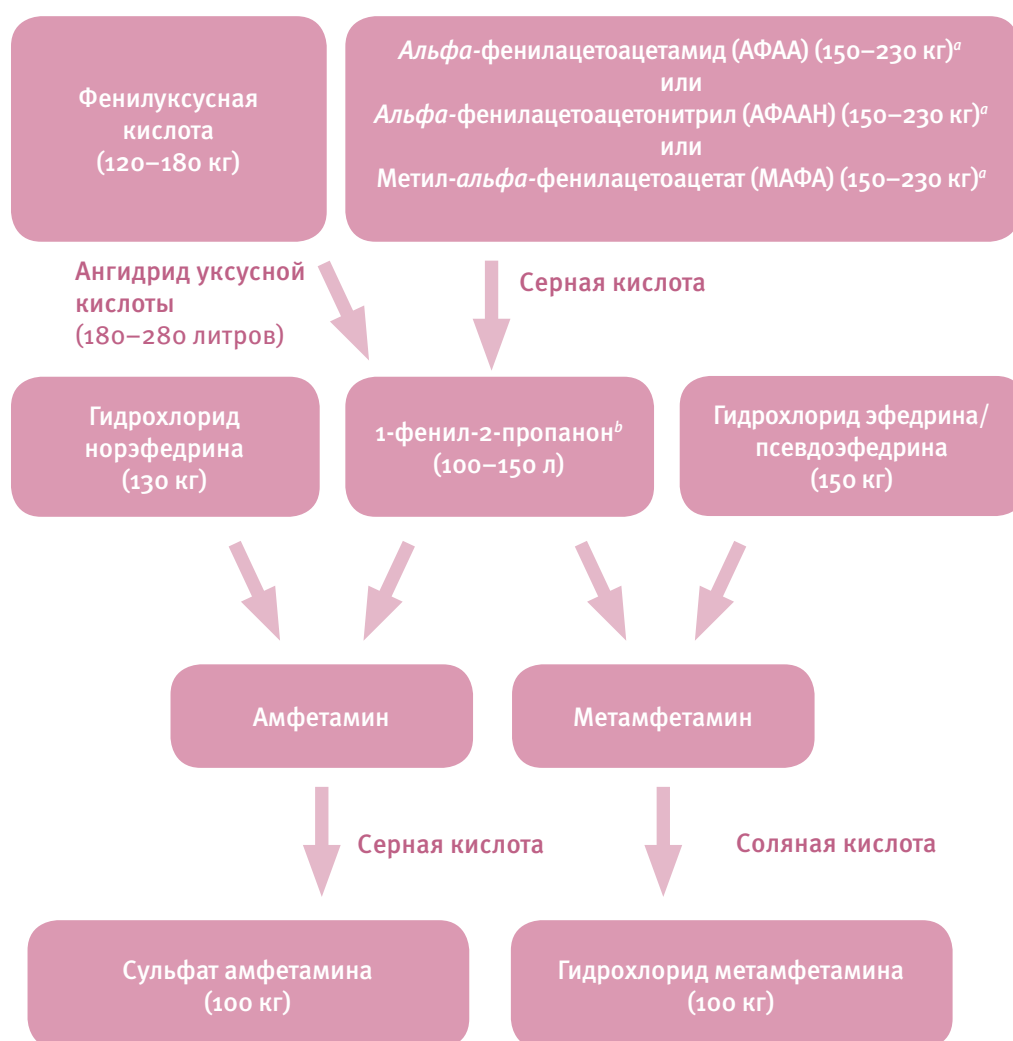 Фенилуксусная
кислота
(120–180 кг)
Альфа-фенилацетоацетамид (АФАА) (150–230 кг)ᵃ
или
Альфа-фенилацетоацетонитрил (АФААН) (150–230 кг)ᵃ
или
Метил-альфа-фенилацетоацетат (МАФА) (150–230 кг)ᵃ
Ангидрид уксусной
кислоты
(180–280 литров)
Серная кислота
Гидрохлорид
норэфедрина
(130 кг)
1-фенил-2-пропанонᵇ
(100–150 л)
Гидрохлорид эфедрина/
псевдоэфедрина
(150 кг)
Амфетамин
Метамфетамин
Серная кислота
Соляная кислота
Сульфат амфетамина
(100 кг)
Гидрохлорид метамфетамина
(100 кг)